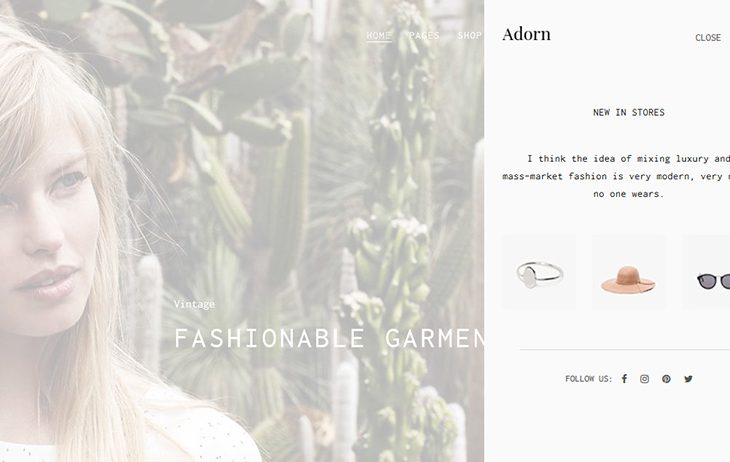 HOME PAGES SHOP
Vintage
FASHIONABLE GARMEN
Adorn
CLOSE
NEW IN STORES
I think the idea of mixing luxury and
mass-market fashion is very modern, very
no one wears.
FOLLOW US: